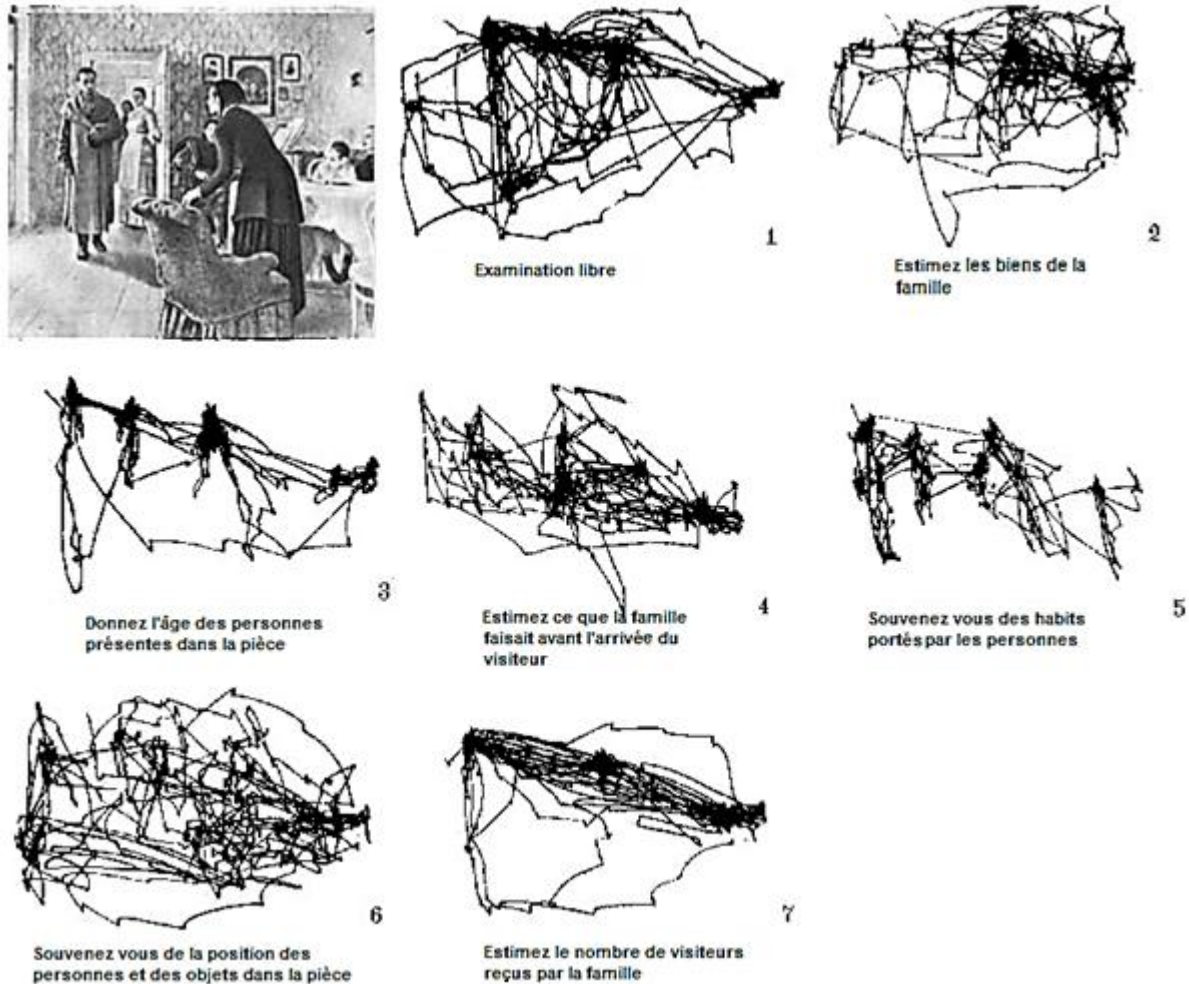 1
Examination libre
2
Estimez les biens de la
famille
3
Donnez l'âge des personnes
présentes dans la pièce
4
Estimez ce que la famille
faisait avant l'arrivée du
visiteur
5
Souvenez vous des habits
portés par les personnes
6
Souvenez vous de la position des
personnes et des objets dans la pièce
7
Estimez le nombre de visiteurs
reçus par la famille